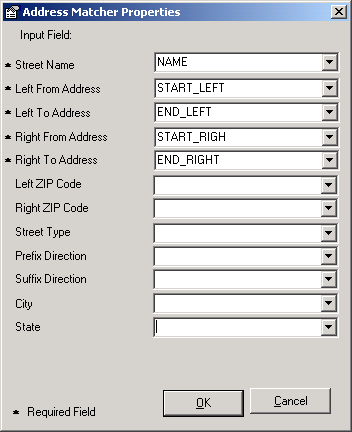 Address Matcher Properties
Input Field:
* Street Name NAME
* Left From Address START_LEFT
* Left To Address END_LEFT
* Right From Address START_RIGH
* Right To Address END_RIGHT
Left ZIP Code
Right ZIP Code
Street Type
Prefix Direction
Suffix Direction
City
State
OK Cancel
* Required Field